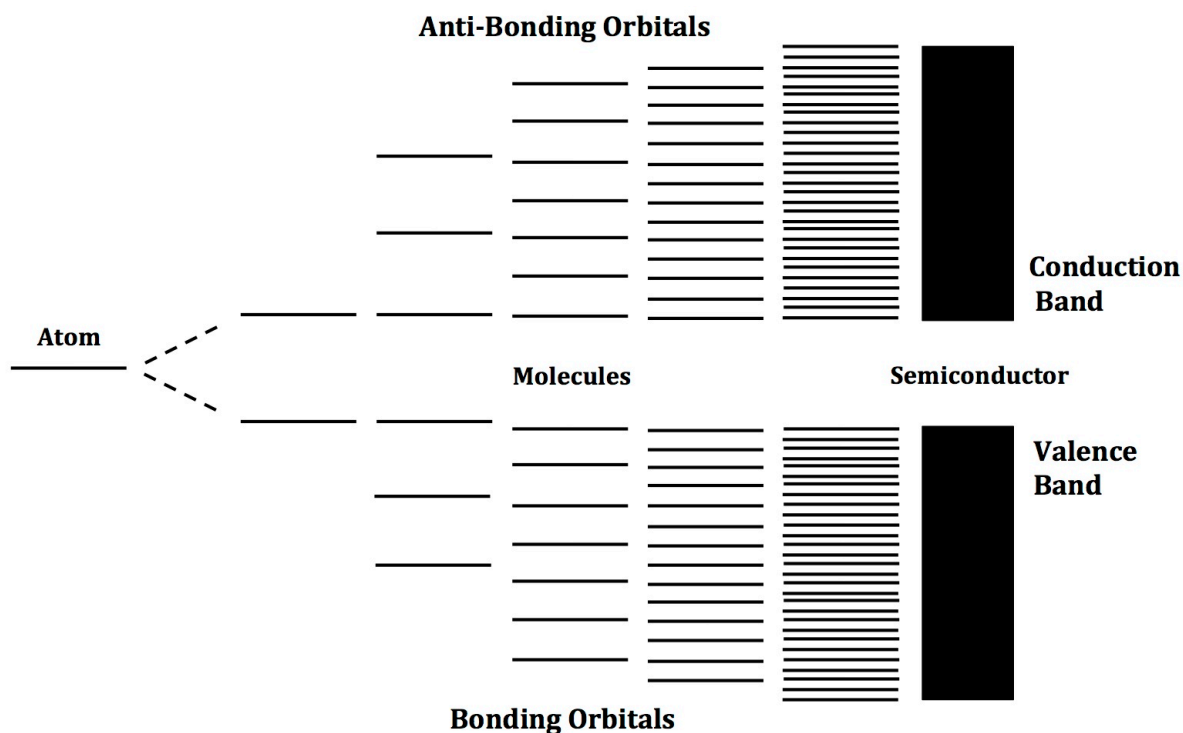 Anti-Bonding Orbitals
Conduction
Band
Atom
Molecules
Semiconductor
Valence
Band
Bonding Orbitals